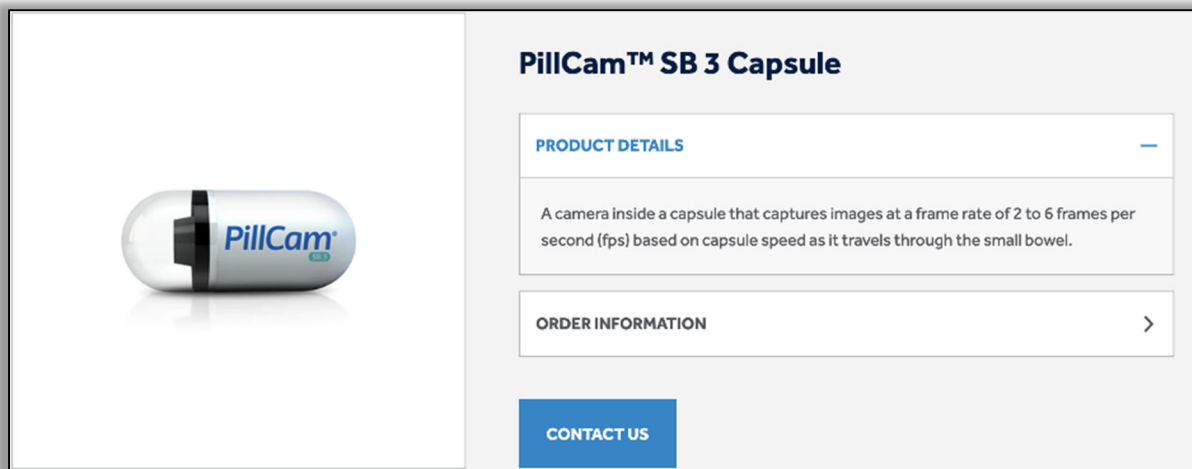 PillCam™ SB 3 Capsule
PRODUCT DETAILS
A camera inside a capsule that captures images at a frame rate of 2 to 6 frames per
second (fps) based on capsule speed as it travels through the small bowel.
ORDER INFORMATION
CONTACT US
PillCam®
SB 3